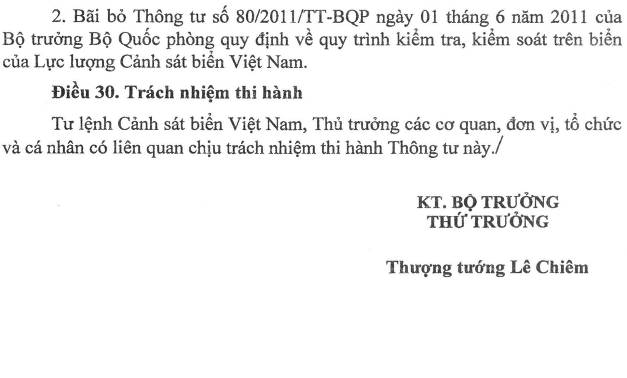 2. Bãi bỏ Thông tư số 80/2011/TT-BQP ngày 01 tháng 6 năm 2011 của
Bộ trưởng Bộ Quốc phòng quy định về quy trình kiểm tra, kiểm soát trên biển
của Lực lượng Cảnh sát biển Việt Nam.
Điều 30. Trách nhiệm thi hành
Tư lệnh Cảnh sát biển Việt Nam, Thủ trưởng các cơ quan, đơn vị, tổ chức
và cá nhân có liên quan chịu trách nhiệm thi hành Thông tư này./
KT. BỘ TRƯỞNG
THỨ TRƯỞNG
Thượng tướng Lê Chiêm